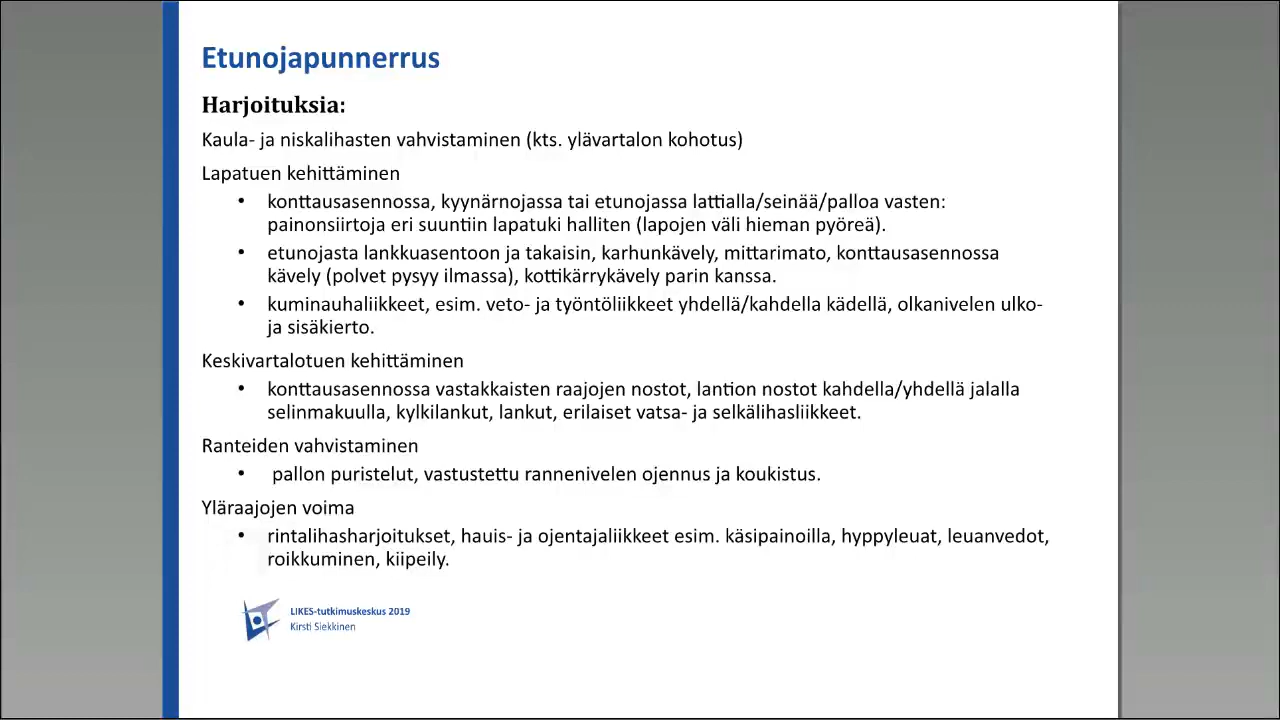 Etunojapunnerrus
Harjoituksia:
Kaula- ja niskalihasten vahvistaminen (kts. ylävartalon kohotus)
Lapatuen kehittäminen
• konttausasennossa, kyynärnojassa tai etunojassa lattialla/seinää/palloa vasten:
painonsiirtoja eri suuntiin lapatuki halliten (lapojen väli hieman pyöreä).
• etunojasta lankkuasentoon ja takaisin, karhunkävely, mittarimato, konttausasennossa
kävely (polvet pysyy ilmassa), kottikärrykävely parin kanssa.
• kuminauhaliikkeet, esim. veto- ja työntöliikkeet yhdellä/kahdella kädellä, olkanivelen ulko-
ja sisäkierto.
Keskivartalotuen kehittäminen
• konttausasennossa vastakkaisten raajojen nostot, lantion nostot kahdella/yhdellä jalalla
selinmakuulla, kylkilankut, lankut, erilaiset vatsa- ja selkälihasliikkeet.
Ranteiden vahvistaminen
• pallon puristelut, vastustettu rannenivelen ojennus ja koukistus.
Yläraajojen voima
• rintalihasharjoitukset, hauis- ja ojentajaliikkeet esim. käsipainoilla, hyppyleuat, leuanvedot,
roikkuminen, kiipeily.
LIKES-tutkimuskeskus 2019
Kirsti Siekkinen